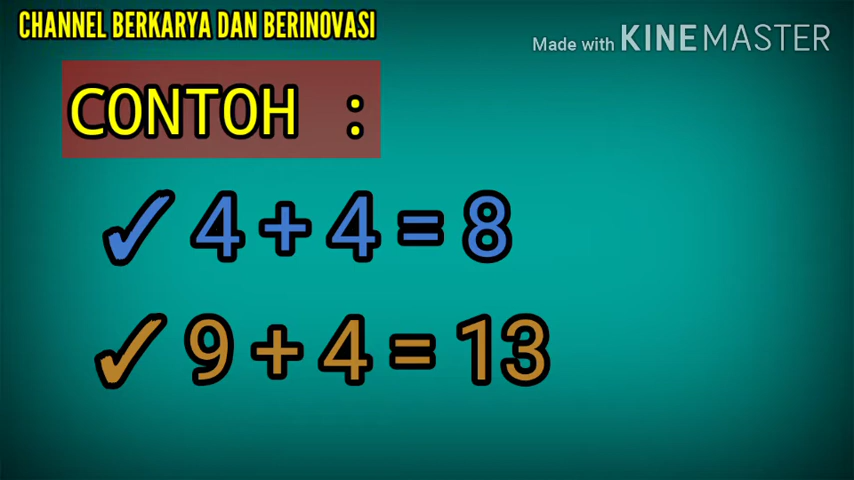 CHANNEL BERKARYA DAN BERINOVASI
Made with KINEMASTER
CONTOH :
✓ 4 + 4 = 8
✓ 9 + 4 = 13